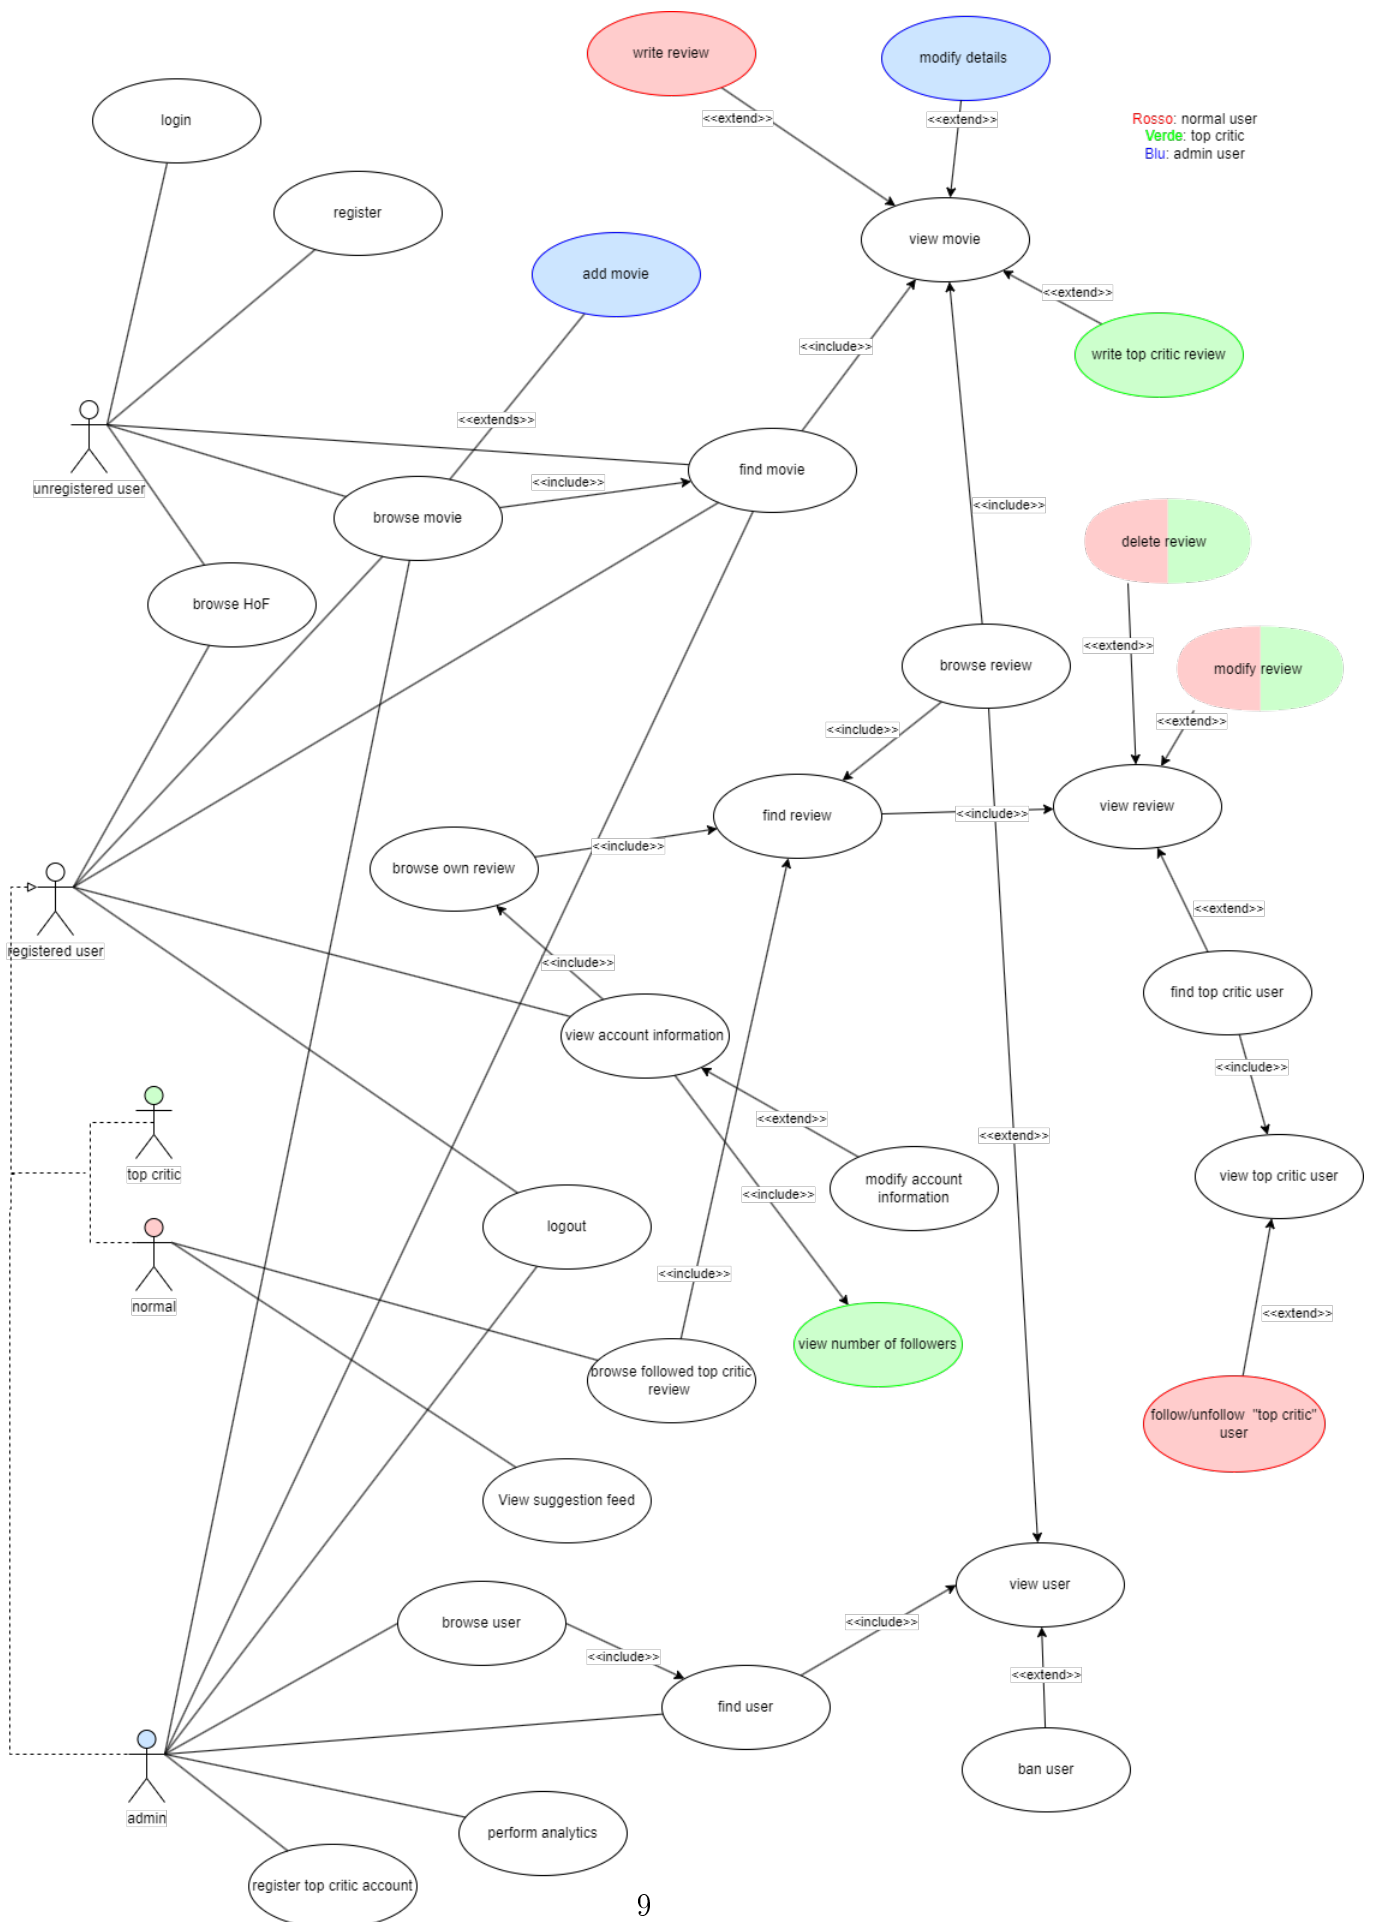 write review
modify details
<<extend>>
<<extend>>
Rosso: normal user
Verde: top critic
Blu: admin user
login
register
view movie
add movie
<<extend>>
<<include>>
write top critic review
<<extends>>
unregistered user
find movie
<<include>>
browse movie
<<include>>
delete review
browse HoF
<<extend>>
browse review
modify review
<<include>>
<<extend>>
find review
<<include>>
view review
browse own review
<<include>>
<<extend>>
registered user
<<include>>
find top critic user
view account information
<<include>>
<<extend>>
<<extend>>
top critic
modify account
information
view top critic user
<<include>>
logout
<<include>>
normal
<<extend>>
view number of followers
browse followed top critic
review
follow/unfollow "top critic"
user
View suggestion feed
view user
browse user
<<include>>
<<include>>
<<extend>>
find user
ban user
admin
perform analytics
register top critic account
9